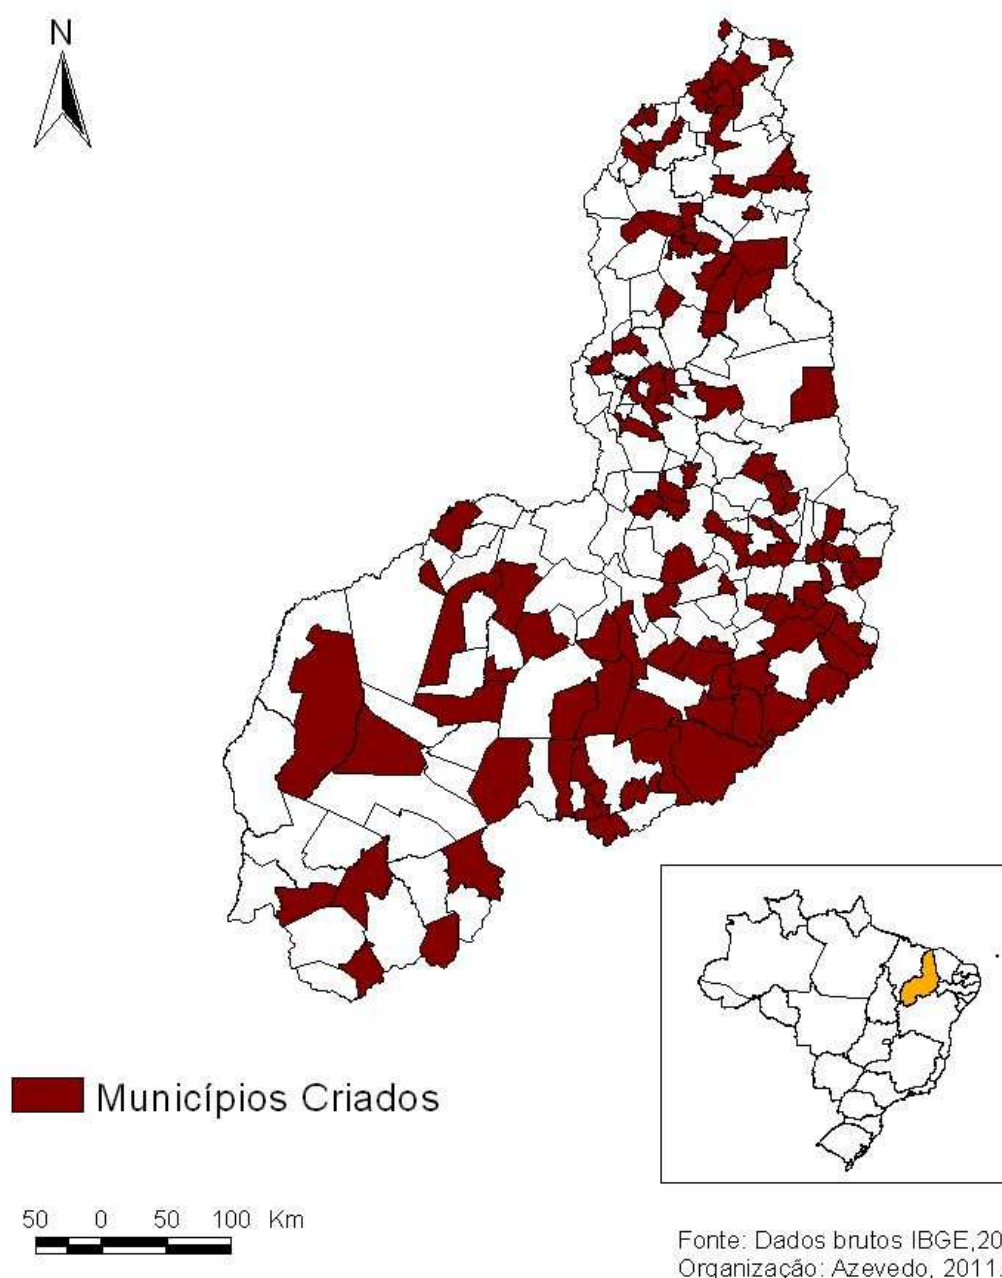 N
Municípios Criados
50 0 50 100 Km
Fonte: Dados brutos IBGE,20
Organização: Azevedo, 2011.